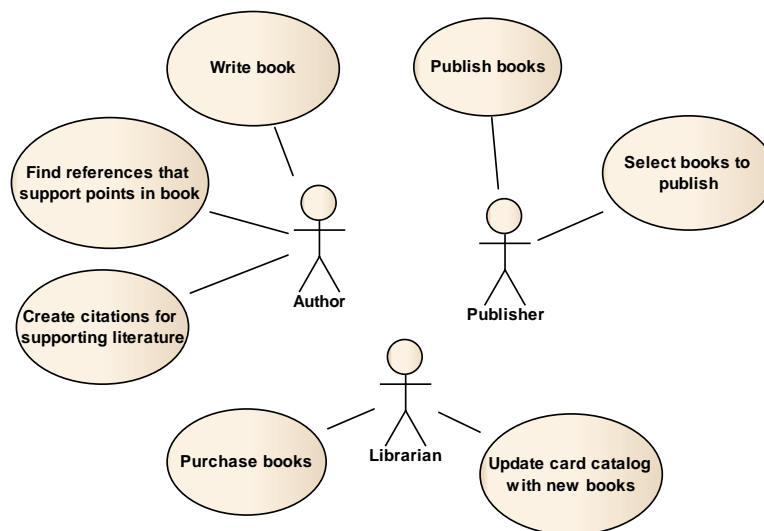 Write book
Publish books
Find references that
support points in book
Select books to
publish
Author
Create citations for
supporting literature
Publisher
Librarian
Purchase books
Update card catalog
with new books